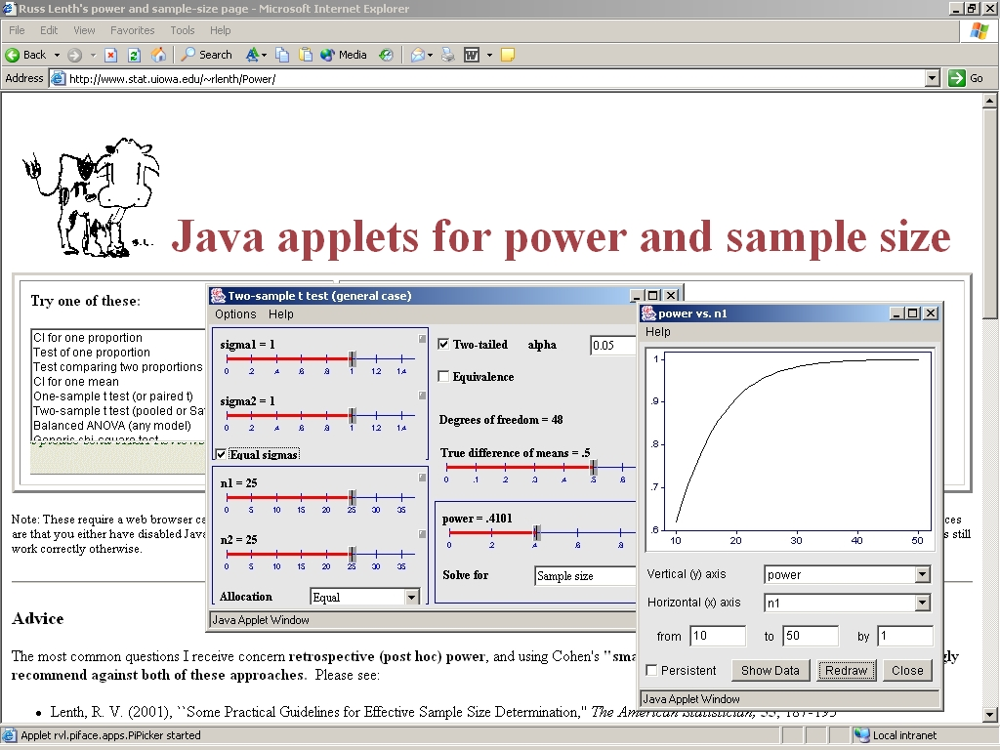 Russ Lenth's power and sample-size page - Microsoft Internet Explorer
File Edit View Favorites Tools Help
Back Search Media
Address http://www.stat.uiowa.edu/~rlenth/Power/ Go
S.L.
Java applets for power and sample size
Try one of these:
CI for one proportion
Test of one proportion
Test comparing two proportions
CI for one mean
One-sample t test (or paired t)
Two-sample t test (pooled or Sa
Balanced ANOVA (any model)
Generic chi-square test
Two-sample t test (general case)
Options Help
sigma1 = 1
0 .2 .4 .6 .8 1 1.2 1.4
sigma2 = 1
0 .2 .4 .6 .8 1 1.2 1.4
Equal sigmas
n1 = 25
0 5 10 15 20 25 30 35
n2 = 25
0 5 10 15 20 25 30 35
Allocation Equal
Two-tailed alpha 0.05
Equivalence
Degrees of freedom = 48
True difference of means = .5
0 .1 .2 .3 .4 .5 .6
power = .4101
0 .2 .4 .6 .8
Solve for Sample size
Java Applet Window
power vs. n1
Help
1
.9
.8
.7
.6
10 20 30 40 50
Vertical (y) axis power
Horizontal (x) axis n1
from 10 to 50 by 1
Persistent Show Data Redraw Close
Java Applet Window
Note: These require a web browser ca ces
are that you either have disabled Java s still
work correctly otherwise.
Advice
The most common questions I receive concern retrospective (post hoc) power, and using Cohen's "sma gly
recommend against both of these approaches. Please see:
• Lenth, R. V. (2001), ``Some Practical Guidelines for Effective Sample Size Determination,'' The American Statistician, 55, 187-193
Applet rvl.piface.apps.PiPicker started Local intranet